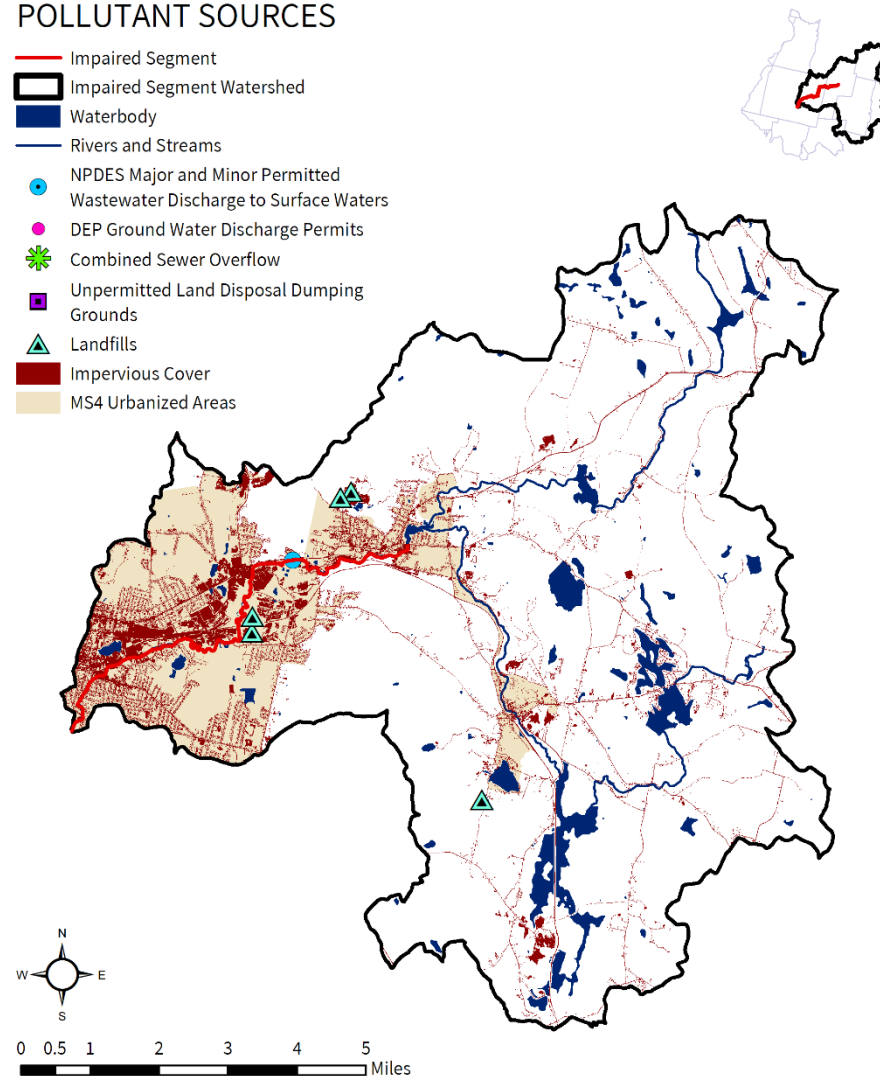 POLLUTANT SOURCES
Impaired Segment
Impaired Segment Watershed
Waterbody
Rivers and Streams
NPDES Major and Minor Permitted
Wastewater Discharge to Surface Waters
DEP Ground Water Discharge Permits
Combined Sewer Overflow
Unpermitted Land Disposal Dumping
Grounds
Landfills
Impervious Cover
MS4 Urbanized Areas
N
W E
S
0 0.5 1 2 3 4 5
Miles